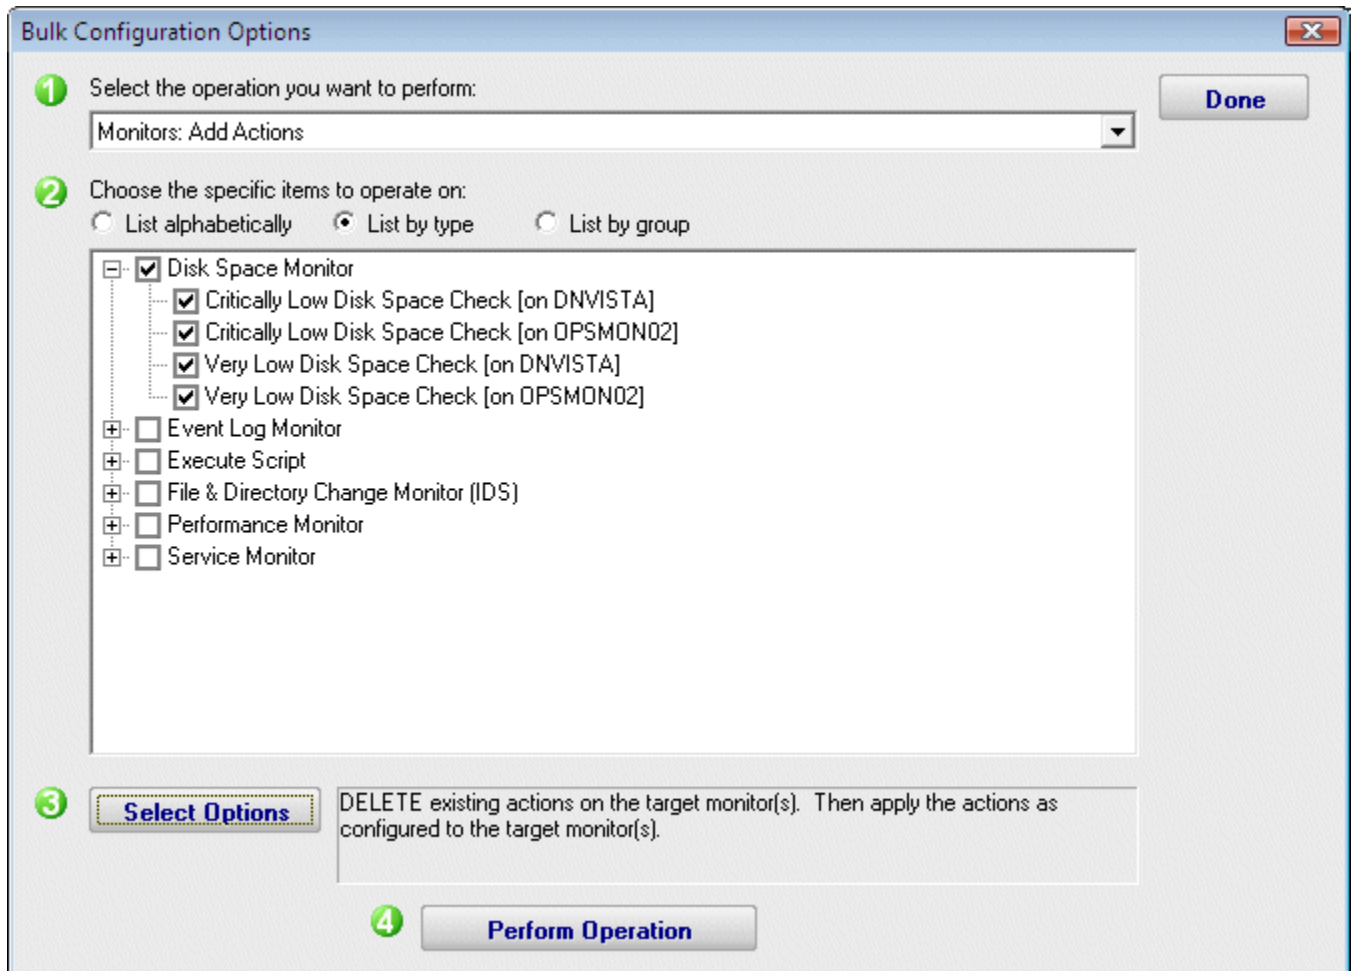 Bulk Configuration Options
1
Select the operation you want to perform:
Done
Monitors: Add Actions
2
Choose the specific items to operate on:
List alphabetically List by type List by group
Disk Space Monitor
Critically Low Disk Space Check [on DNVISTA]
Critically Low Disk Space Check [on OPSMON02]
Very Low Disk Space Check [on DNVISTA]
Very Low Disk Space Check [on OPSMON02]
Event Log Monitor
Execute Script
File & Directory Change Monitor (IDS)
Performance Monitor
Service Monitor
3
Select Options
DELETE existing actions on the target monitor(s). Then apply the actions as
configured to the target monitor(s).
4
Perform Operation